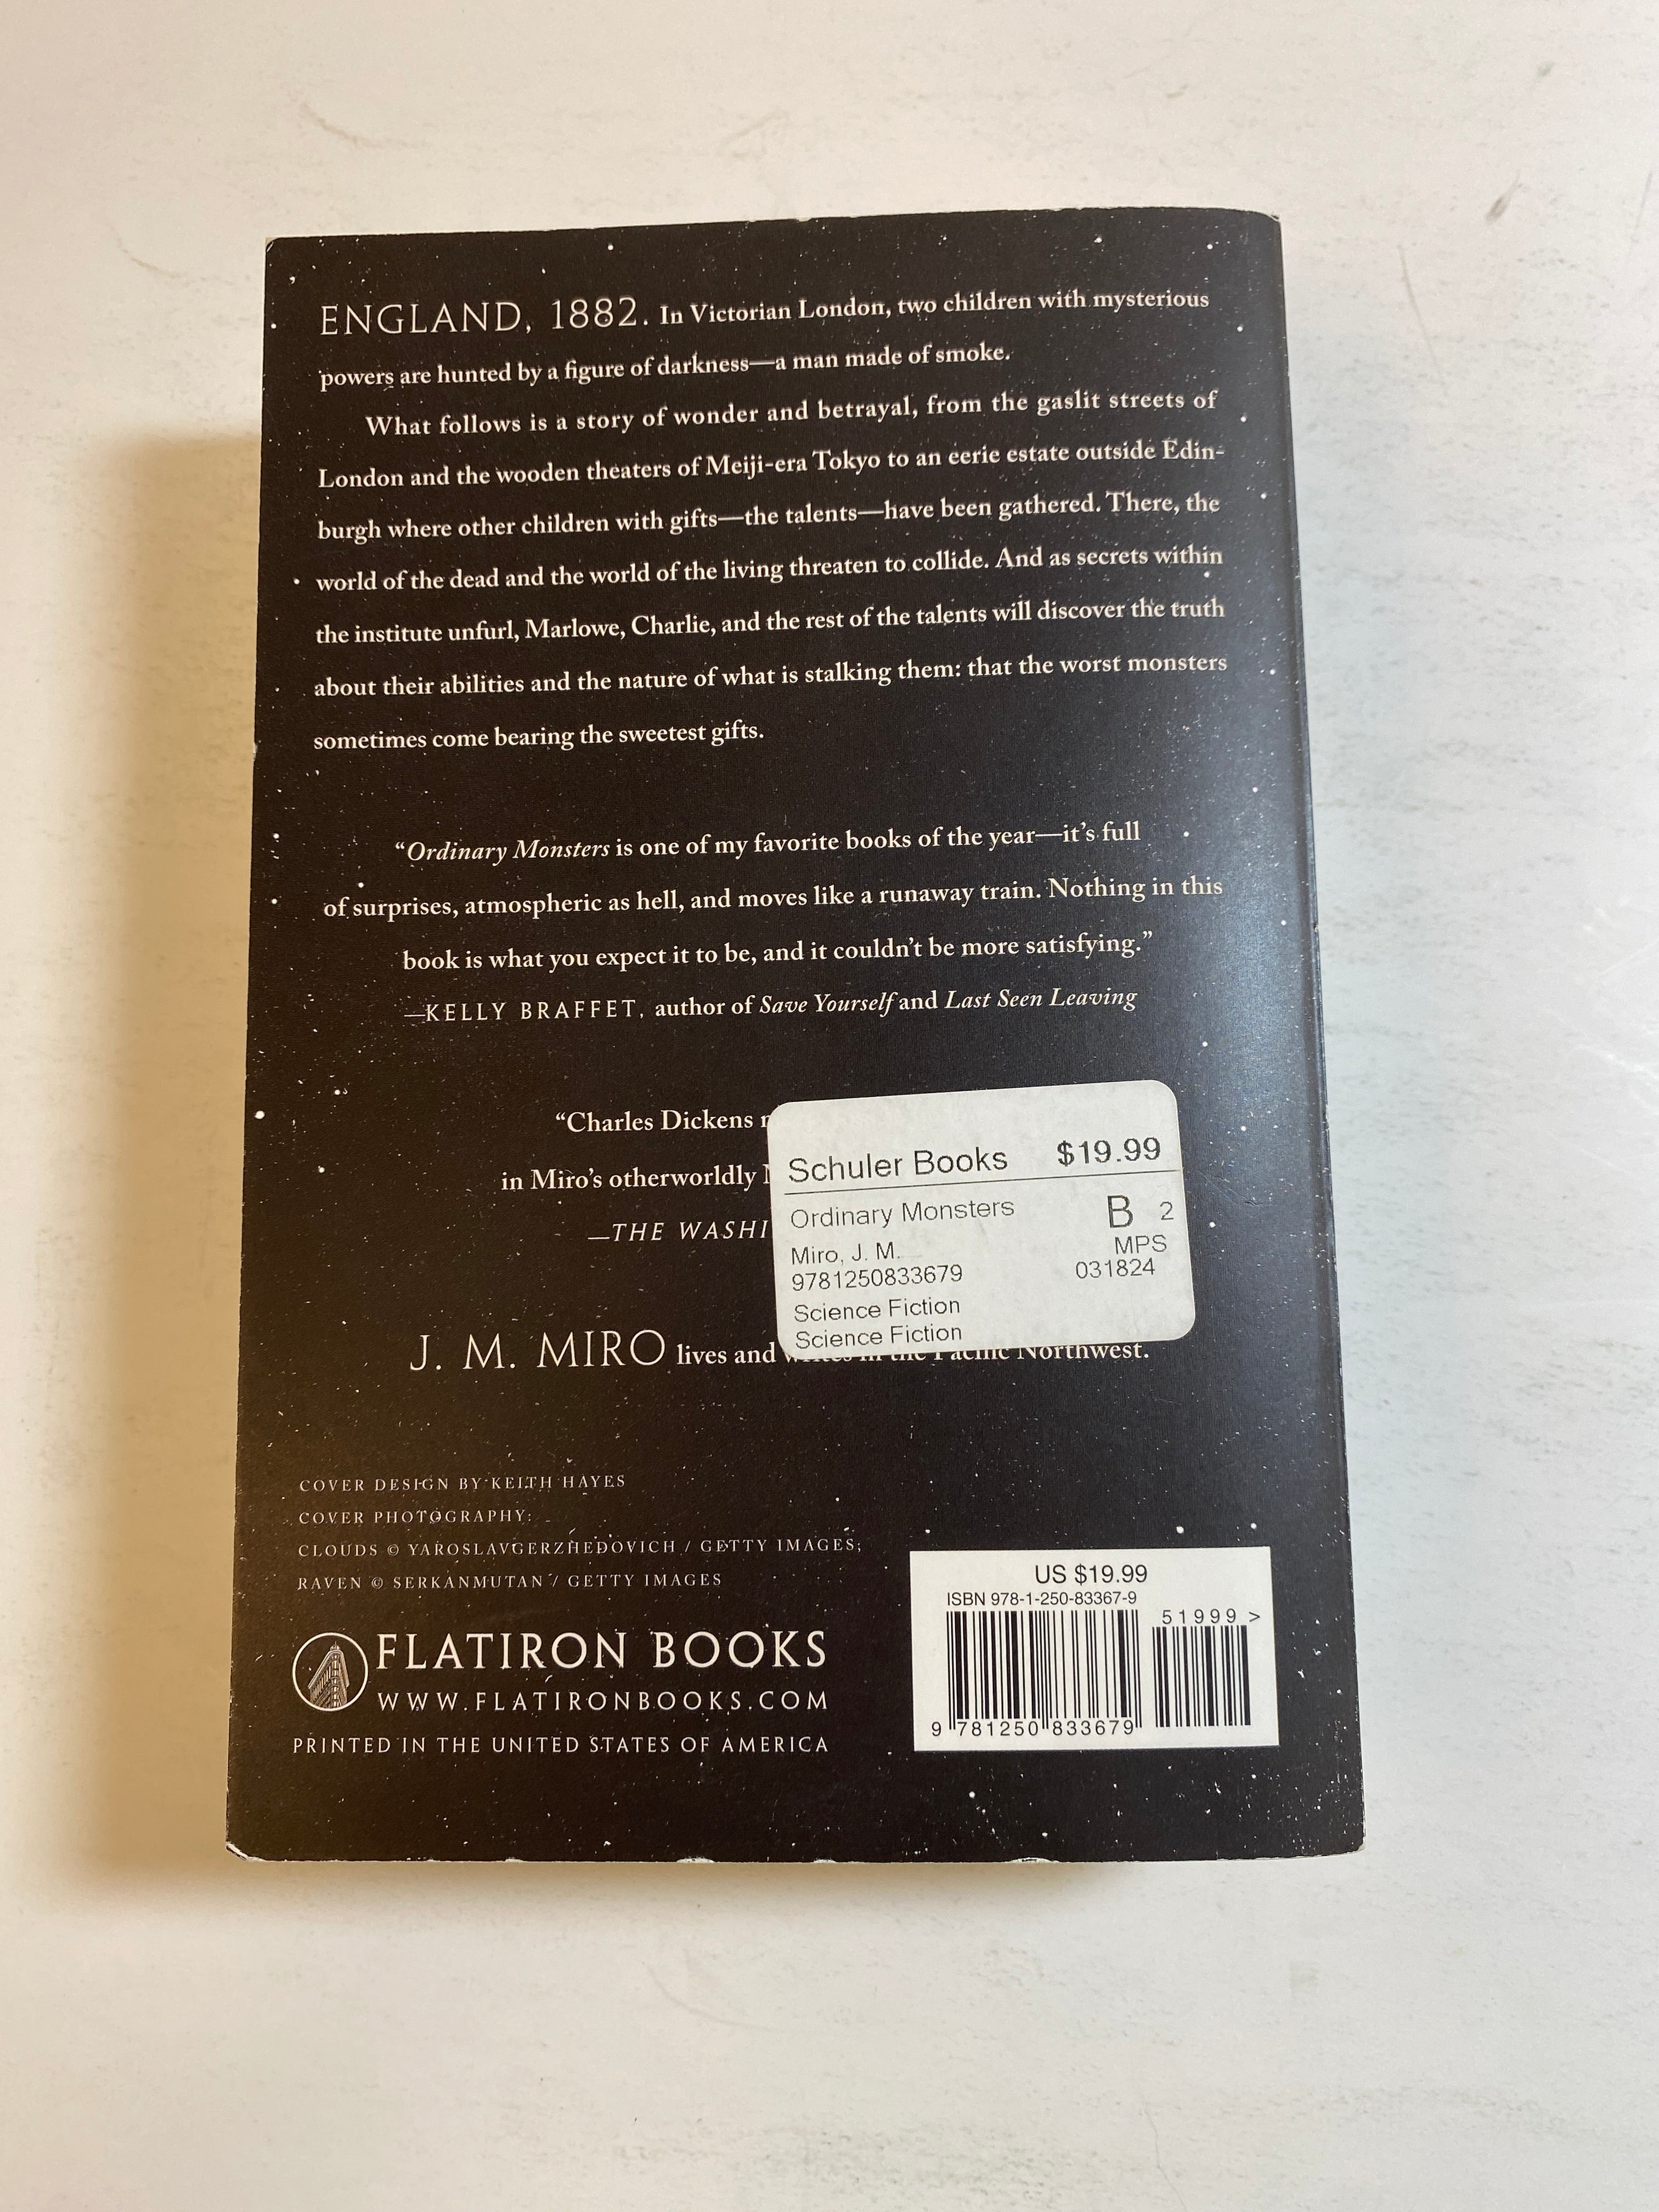 ENGLAND, 1882. In Victorian London, two children with mysterious
powers are hunted by a figure of darkness—a man made of smoke.
What follows is a story of wonder and betrayal, from the gaslit streets of
London and the wooden theaters of Meiji-era Tokyo to an eerie estate outside Edin-
burgh where other children with gifts—the talents—have been gathered. There, the
world of the dead and the world of the living threaten to collide. And as secrets within
the institute unfurl, Marlowe, Charlie, and the rest of the talents will discover the truth
about their abilities and the nature of what is stalking them: that the worst monsters
sometimes come bearing the sweetest gifts.
“Ordinary Monsters is one of my favorite books of the year—it’s full
of surprises, atmospheric as hell, and moves like a runaway train. Nothing in this
book is what you expect it to be, and it couldn’t be more satisfying.”
—KELLY BRAFFET, author of Save Yourself and Last Seen Leaving
“Charles Dickens
in Miro’s otherworldly
—THE WASHI
Schuler Books $19.99
Ordinary Monsters B 2
Miro, J. M. MPS
9781250833679 031824
Science Fiction
Science Fiction
J. M. MIRO lives and writes in the Pacific Northwest.
COVER DESIGN BY KEITH HAYES
COVER PHOTOGRAPHY:
CLOUDS © YAROSLAVGERZHEDOVICH / GETTY IMAGES;
RAVEN © SERKANMUTAN / GETTY IMAGES
FLATIRON BOOKS
WWW.FLATIRONBOOKS.COM
PRINTED IN THE UNITED STATES OF AMERICA
US $19.99
ISBN 978-1-250-83367-9
51999 >
9 781250 833679